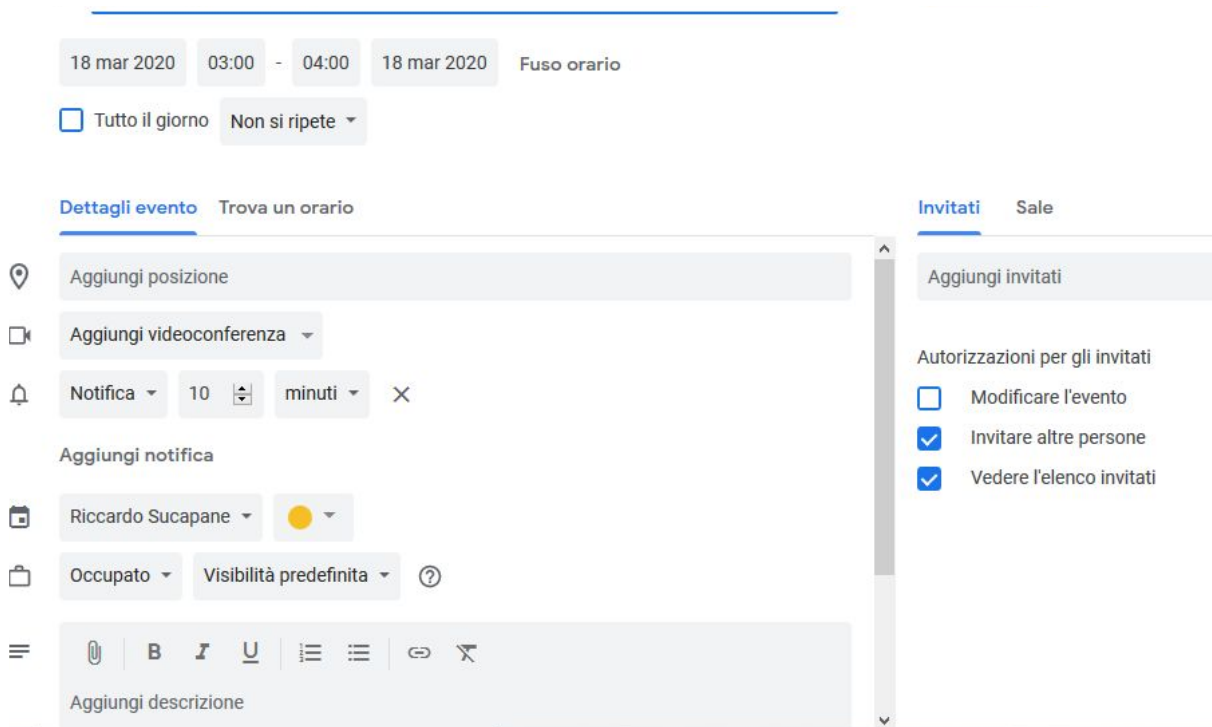 18 mar 2020 03:00 - 04:00 18 mar 2020 Fuso orario
Tutto il giorno Non si ripete
Dettagli evento Trova un orario
Aggiungi posizione
Aggiungi videoconferenza
Notifica 10 minuti
Aggiungi notifica
Riccardo Sucapane
Occupato Visibilità predefinita
B I U
Aggiungi descrizione
Invitati Sale
Aggiungi invitati
Autorizzazioni per gli invitati
Modificare l'evento
Invitare altre persone
Vedere l'elenco invitati